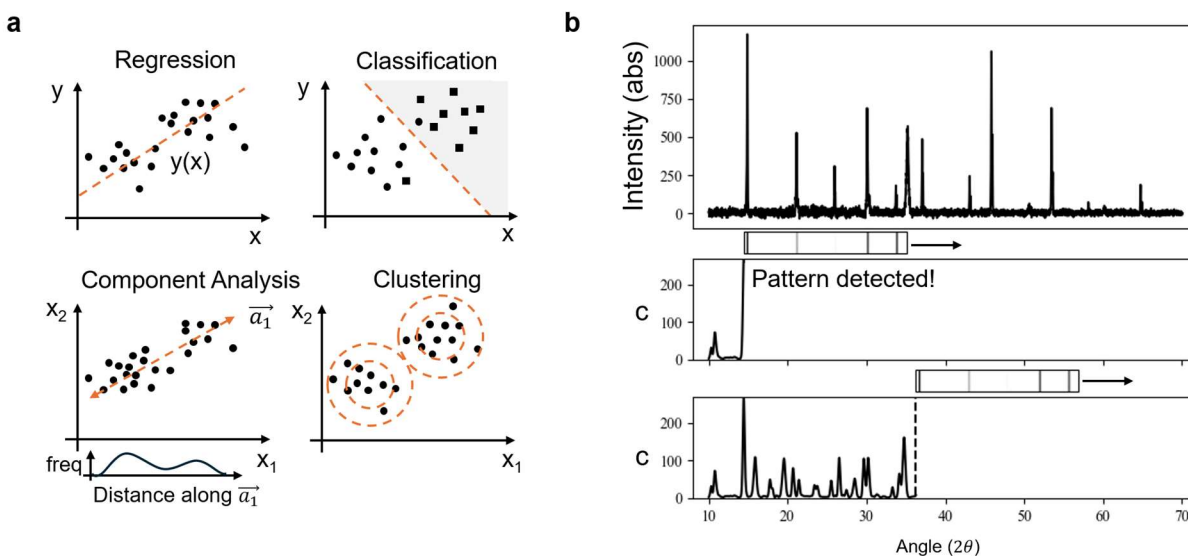 a
Regression
y
y(x)
x
Classification
y
x
Component Analysis
x₂
a₁
x₁
freq
Distance along a₁
Clustering
x₂
x₁
b
Intensity (abs)
1000
750
500
250
0
Pattern detected!
c
200
100
0
c
200
100
0
10 20 30 40 50 60 70
Angle (2θ)